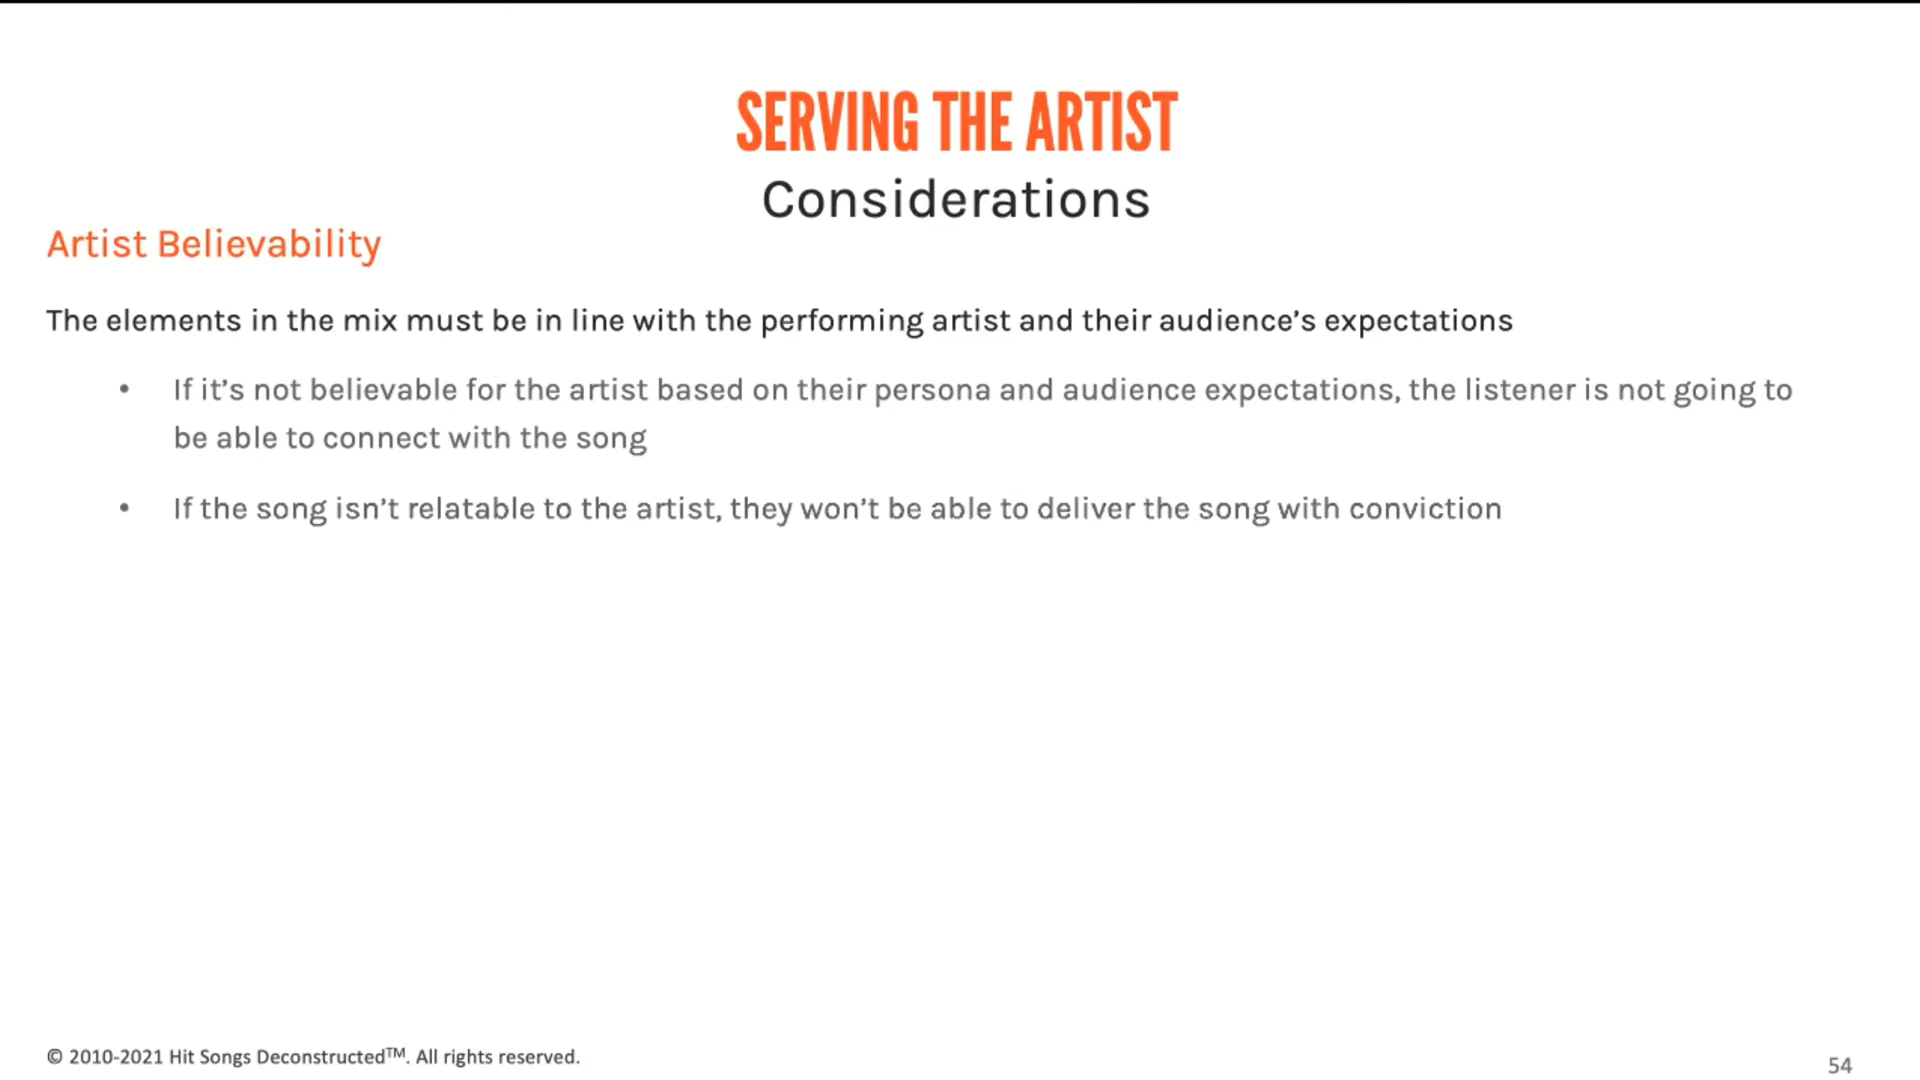 SERVING THE ARTIST
Considerations
Artist Believability
The elements in the mix must be in line with the performing artist and their audience’s expectations
• If it’s not believable for the artist based on their persona and audience expectations, the listener is not going to
be able to connect with the song
• If the song isn’t relatable to the artist, they won’t be able to deliver the song with conviction
© 2010-2021 Hit Songs Deconstructed™. All rights reserved.
54